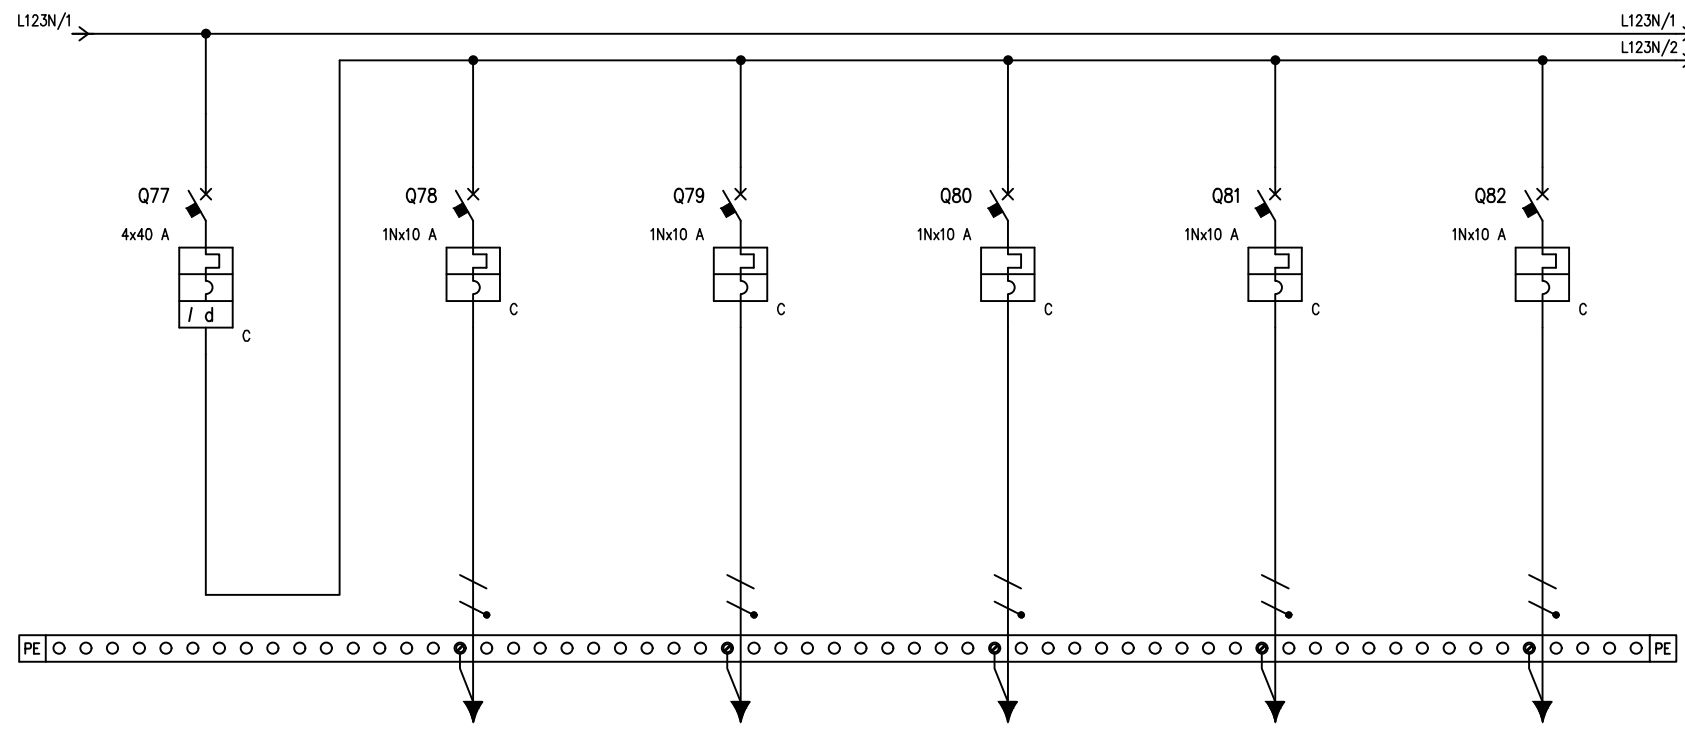 L123N/1
L123N/1
L123N/2
Q77
Q78
Q79
Q80
Q81
Q82
4x40 A
1Nx10 A
1Nx10 A
1Nx10 A
1Nx10 A
1Nx10 A
I d
C
C
C
C
C
C
PE
PE